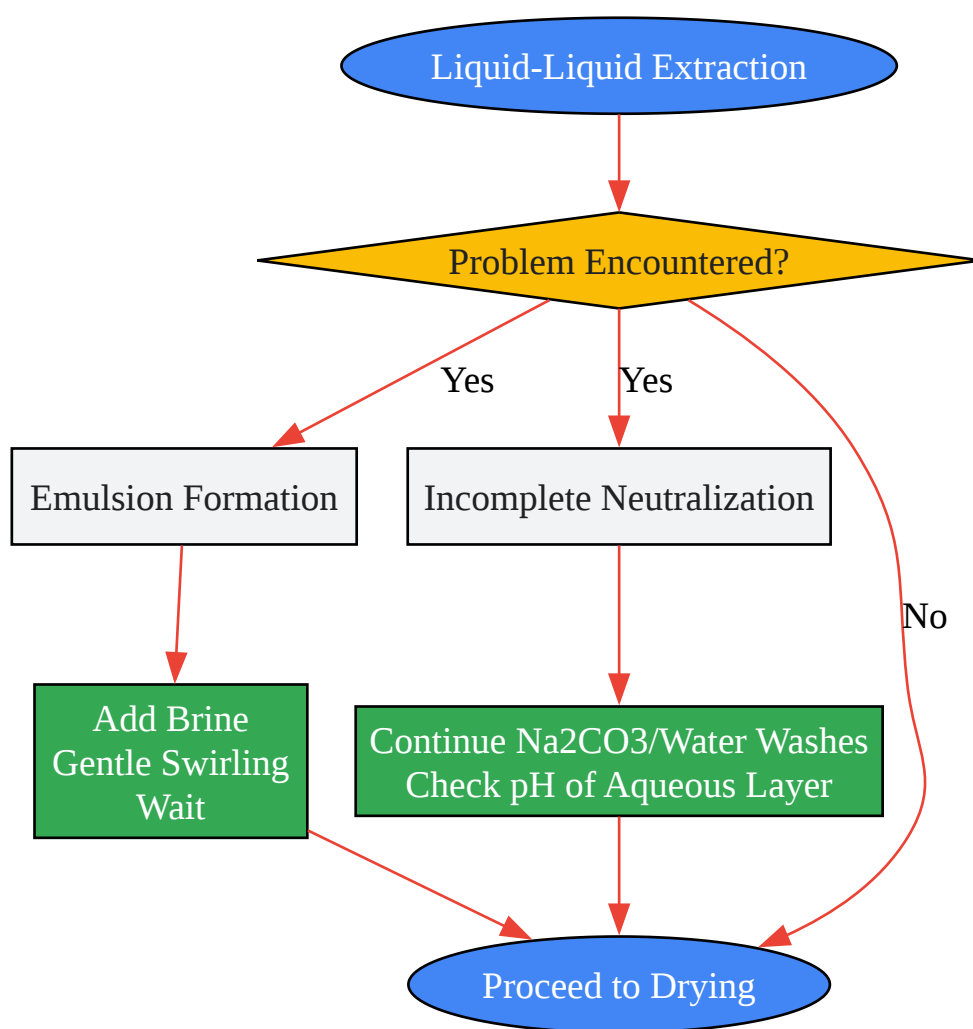 Liquid-Liquid Extraction
Problem Encountered?
Yes
Yes
Emulsion Formation
Incomplete Neutralization
No
Add Brine
Gentle Swirling
Wait
Continue Na2CO3/Water Washes
Check pH of Aqueous Layer
Proceed to Drying